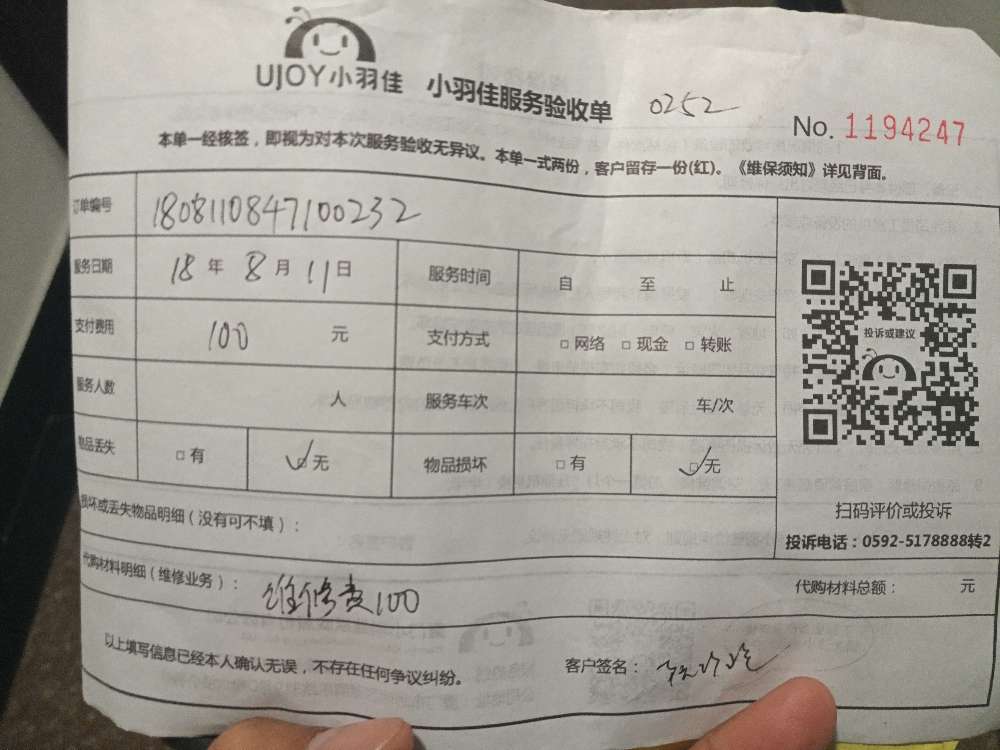 UJOY小羽佳 小羽佳服务验收单 0252
No. 1194247
本单一经核签，即视为对本次服务验收无异议。本单一式两份，客户留存一份(红)。《维保须知》详见背面。
订单编号 1808110847100232
服务日期 18 年 8 月 11 日 服务时间 自 至 止
支付费用 100 元 支付方式 □ 网络 □ 现金 □ 转账
服务人数 人 服务车次 车/次
物品丢失 □ 有 ☑ 无 物品损坏 □ 有 ☑ 无
投诉或建议
扫码评价或投诉
投诉电话：0592-5178888转2
损坏或丢失物品明细（没有可不填）：
代购材料明细（维修业务）： 维修费100
代购材料总额： 元
以上填写信息已经本人确认无误，不存在任何争议纠纷。
客户签名：